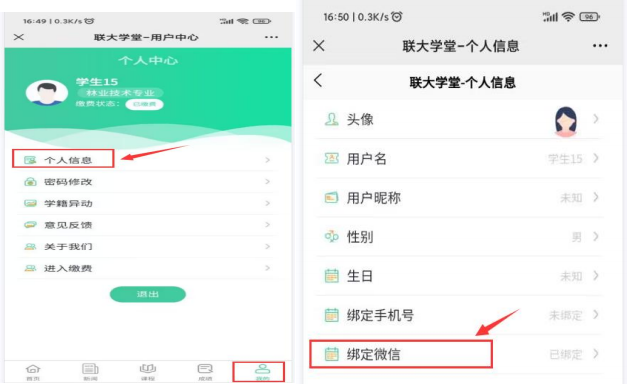 16:49 | 0.3K/s
联大学堂-用户中心
个人中心
学生15
林业技术专业
缴费状态: 已缴费
个人信息
密码修改
学籍异动
意见反馈
关于我们
进入缴费
退出
首页 新闻 课程 成绩 我的
16:50 | 0.3K/s 96
联大学堂-个人信息
联大学堂-个人信息
头像
用户名 学生15
用户昵称 未知
性别 男
生日 未知
绑定手机号 未绑定
绑定微信 已绑定